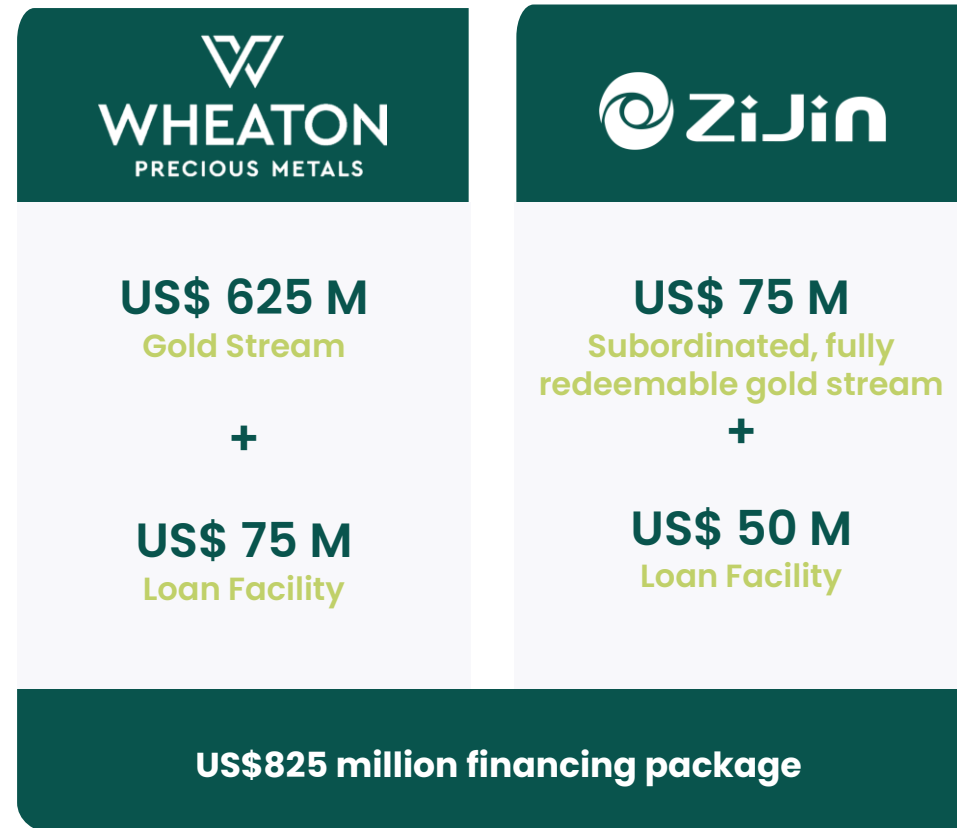 WHEATON
PRECIOUS METALS
US$ 625 M
Gold Stream
+
US$ 75 M
Loan Facility
ZiJin
US$ 75 M
Subordinated, fully
redeemable gold stream
+
US$ 50 M
Loan Facility
US$825 million financing package